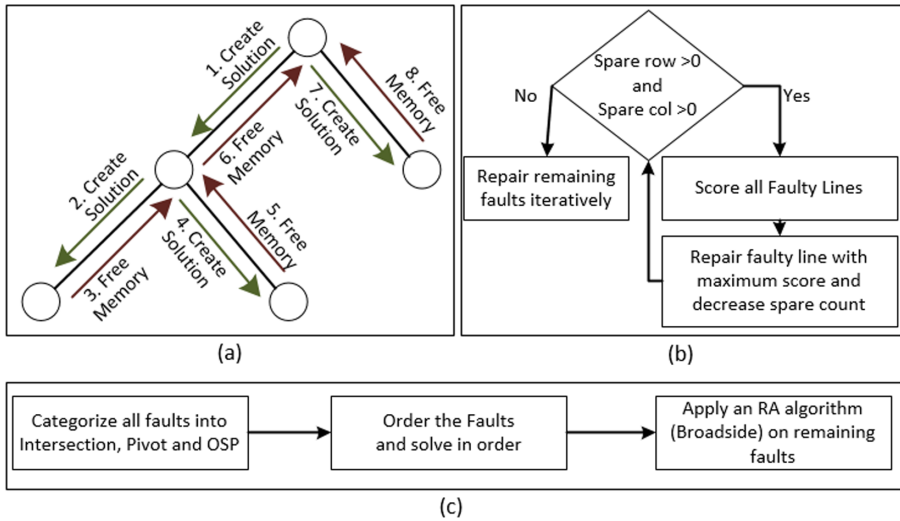 1. Create
Solution
2. Create
Solution
3. Free
Memory
4. Create
Solution
5. Free
Memory
6. Free
Memory
7. Create
Solution
8. Free
Memory
(a)
Spare row >0
and
Spare col >0
No
Yes
Repair remaining
faults iteratively
Score all Faulty Lines
Repair faulty line with
maximum score and
decrease spare count
(b)
Categorize all faults into
Intersection, Pivot and OSP
Order the Faults
and solve in order
Apply an RA algorithm
(Broadside) on remaining
faults
(c)